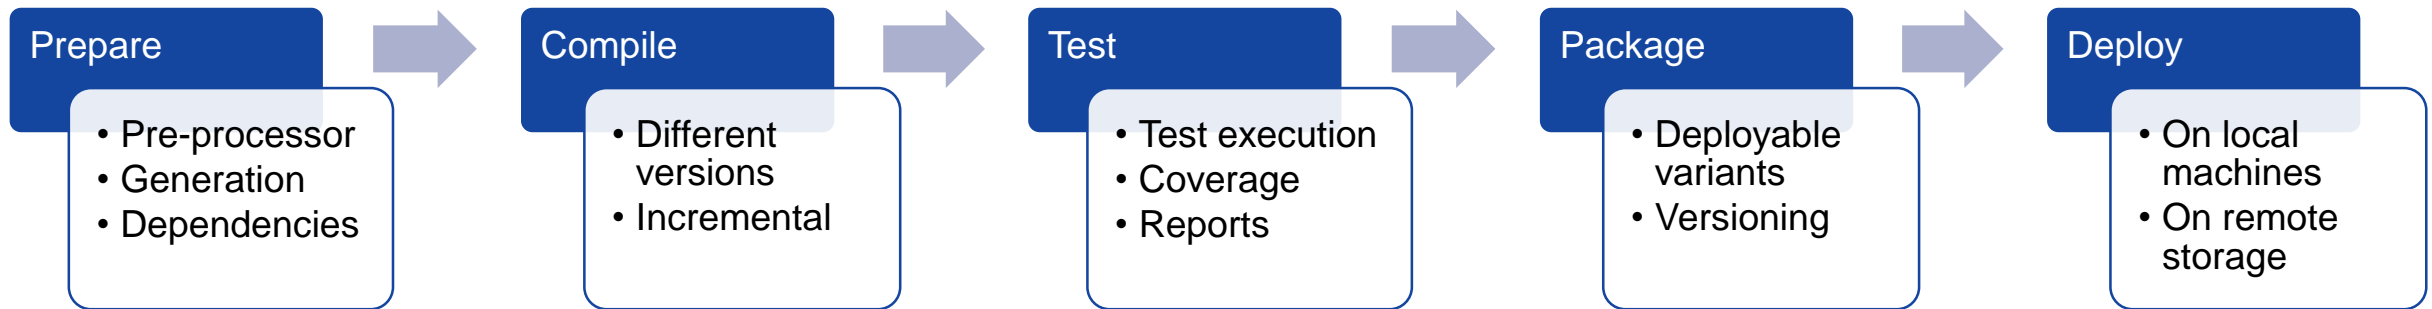 Prepare
• Pre-processor
• Generation
• Dependencies
Compile
• Different
versions
• Incremental
Test
• Test execution
• Coverage
• Reports
Package
• Deployable
variants
• Versioning
Deploy
• On local
machines
• On remote
storage